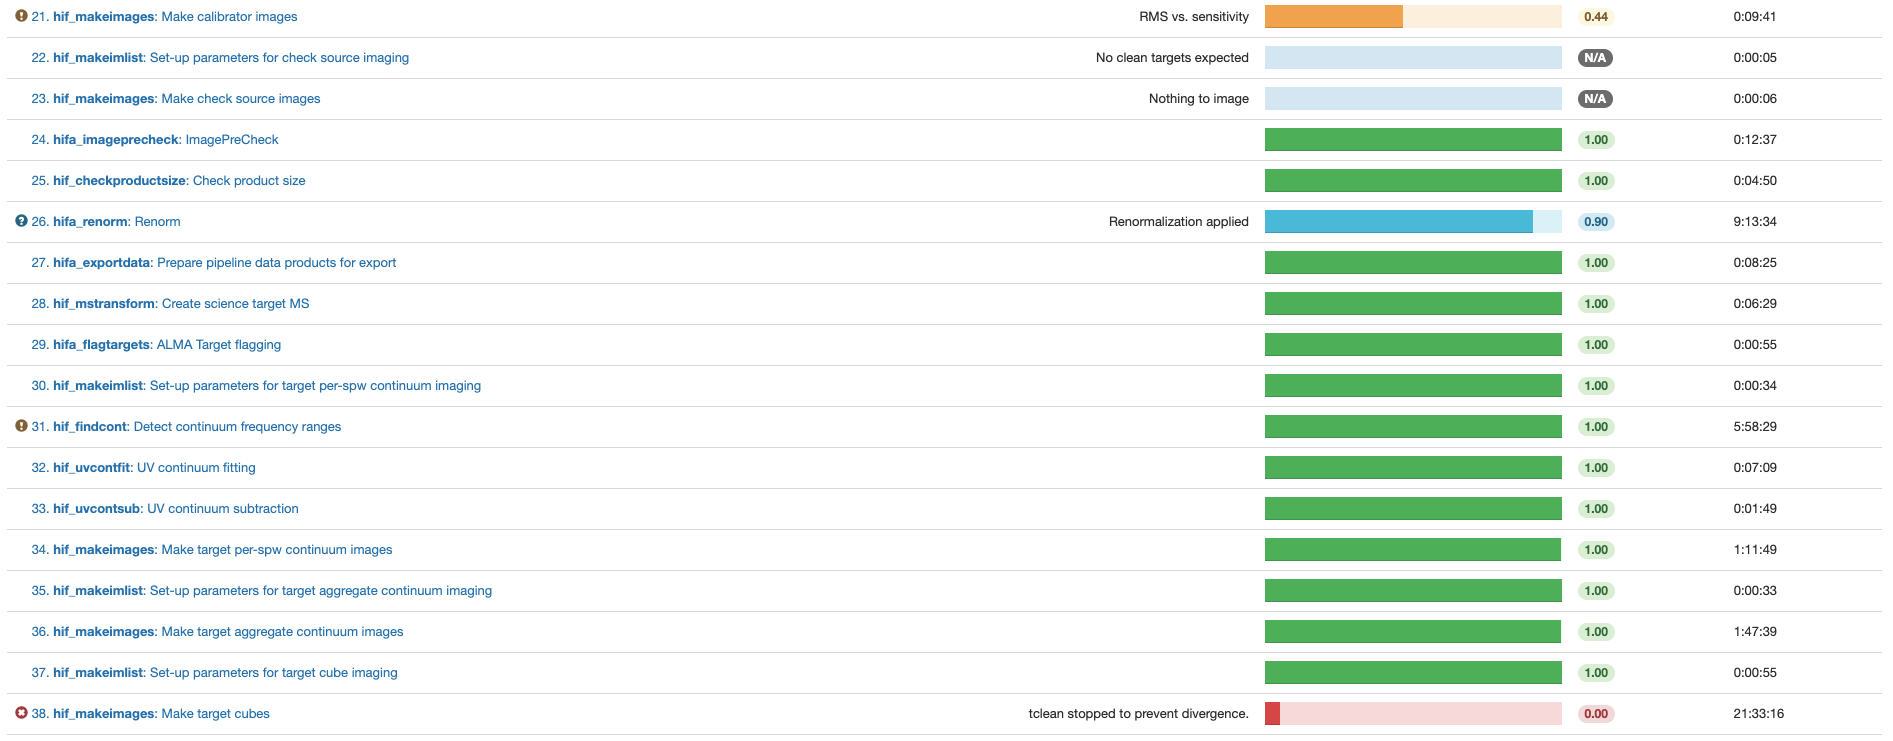 21. hif_makeimages: Make calibrator images RMS vs. sensitivity 0.44 0:09:41
22. hif_makeimlist: Set-up parameters for check source imaging No clean targets expected N/A 0:00:05
23. hif_makeimages: Make check source images Nothing to image N/A 0:00:06
24. hifa_imageprecheck: ImagePreCheck 1.00 0:12:37
25. hif_checkproductsize: Check product size 1.00 0:04:50
26. hifa_renorm: Renorm Renormalization applied 0.90 9:13:34
27. hifa_exportdata: Prepare pipeline data products for export 1.00 0:08:25
28. hif_mstransform: Create science target MS 1.00 0:06:29
29. hifa_flagtargets: ALMA Target flagging 1.00 0:00:55
30. hif_makeimlist: Set-up parameters for target per-spw continuum imaging 1.00 0:00:34
31. hif_findcont: Detect continuum frequency ranges 1.00 5:58:29
32. hif_uvcontfit: UV continuum fitting 1.00 0:07:09
33. hif_uvcontsub: UV continuum subtraction 1.00 0:01:49
34. hif_makeimages: Make target per-spw continuum images 1.00 1:11:49
35. hif_makeimlist: Set-up parameters for target aggregate continuum imaging 1.00 0:00:33
36. hif_makeimages: Make target aggregate continuum images 1.00 1:47:39
37. hif_makeimlist: Set-up parameters for target cube imaging 1.00 0:00:55
38. hif_makeimages: Make target cubes tclean stopped to prevent divergence. 0.00 21:33:16